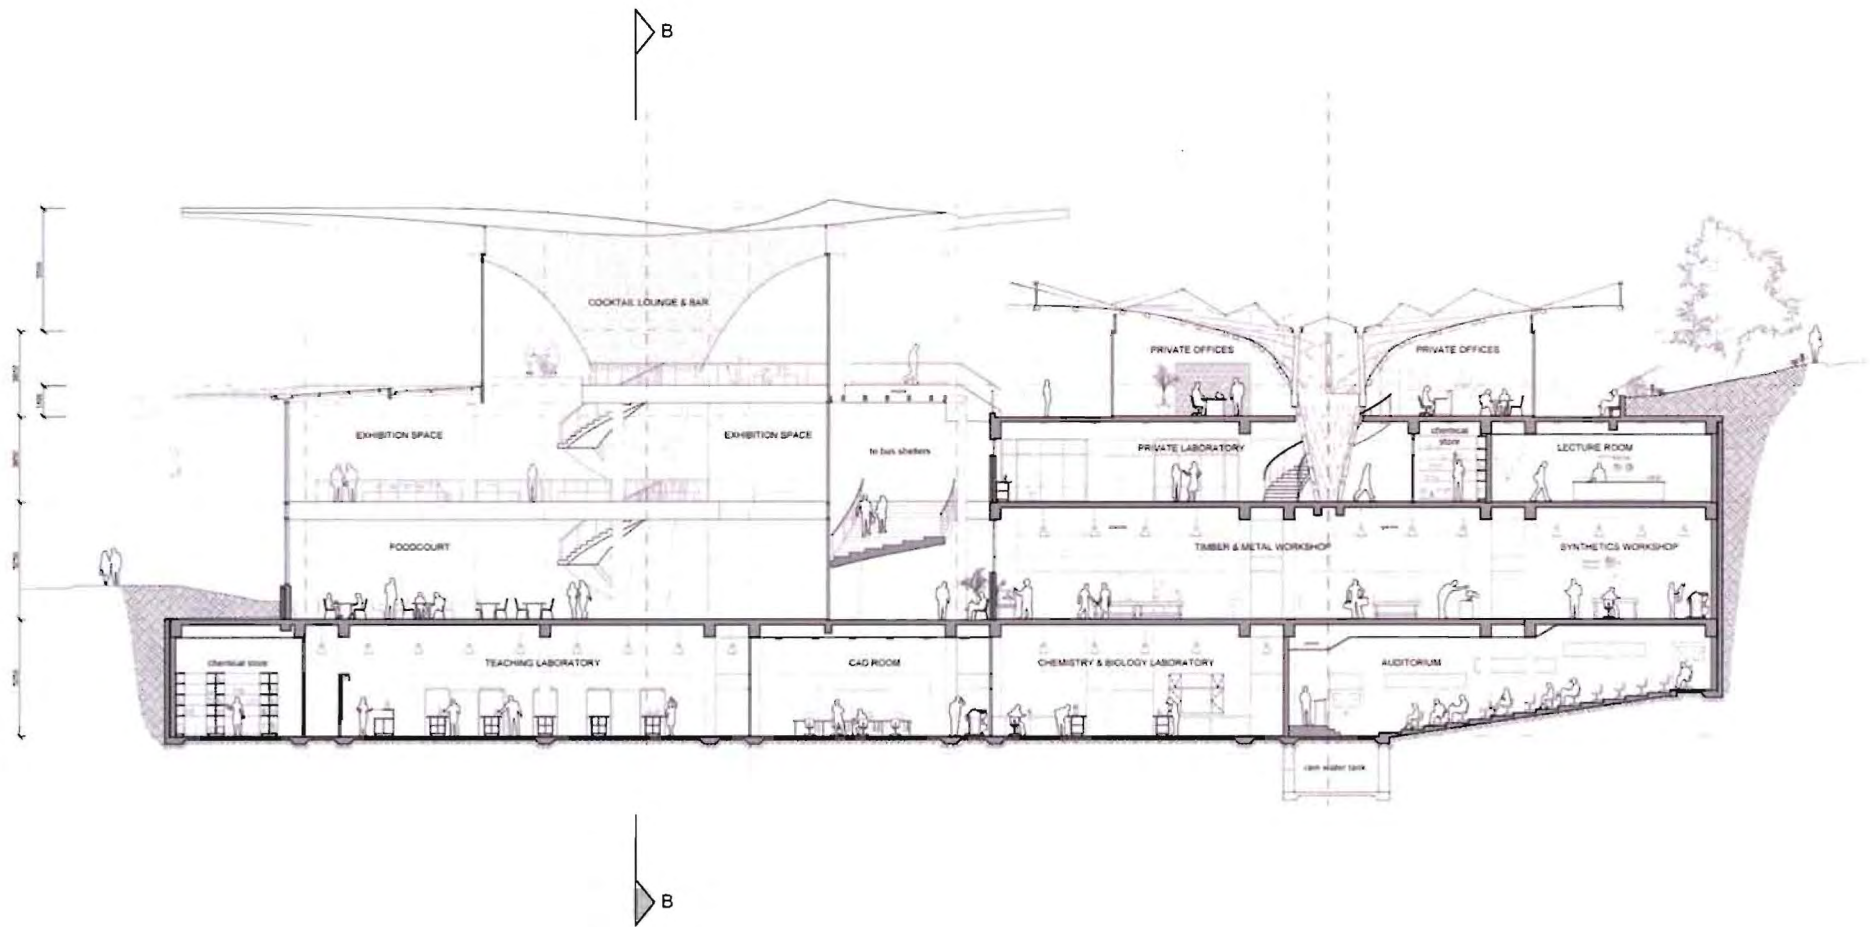 B
COCKTAIL LOUNGE & BAR
PRIVATE OFFICES
PRIVATE OFFICES
EXHIBITION SPACE
EXHIBITION SPACE
to bus shelters
PRIVATE LABORATORY
chemical
store
LECTURE ROOM
FOODCOURT
TIMBER & METAL WORKSHOP
SYNTHETICS WORKSHOP
chemical store
TEACHING LABORATORY
CAD ROOM
CHEMISTRY & BIOLOGY LABORATORY
AUDITORIUM
rain water tank
B